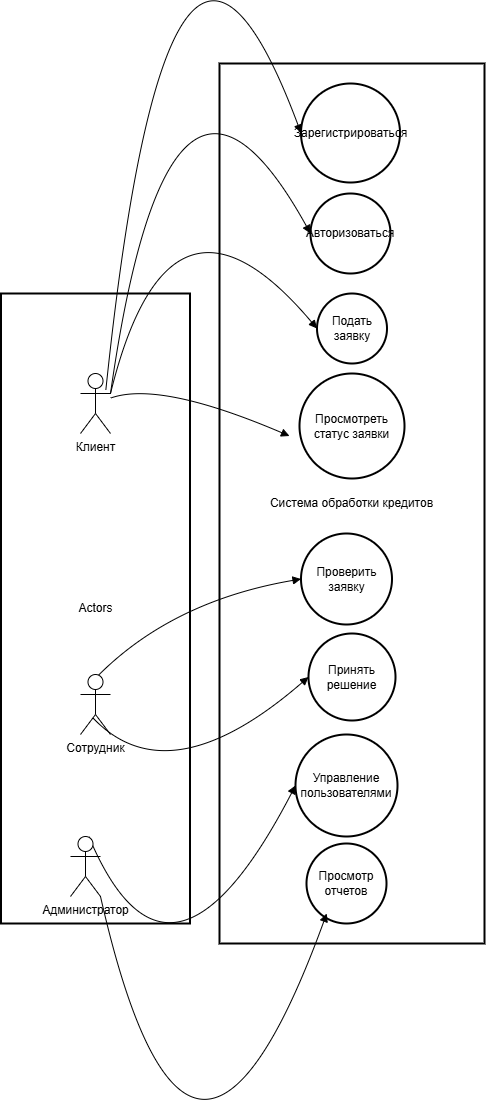 Зарегистрироваться
Авторизоваться
Подать
заявку
Просмотреть
статус заявки
Клиент
Система обработки кредитов
Проверить
заявку
Actors
Принять
решение
Сотрудник
Управление
пользователями
Просмотр
отчетов
Администратор